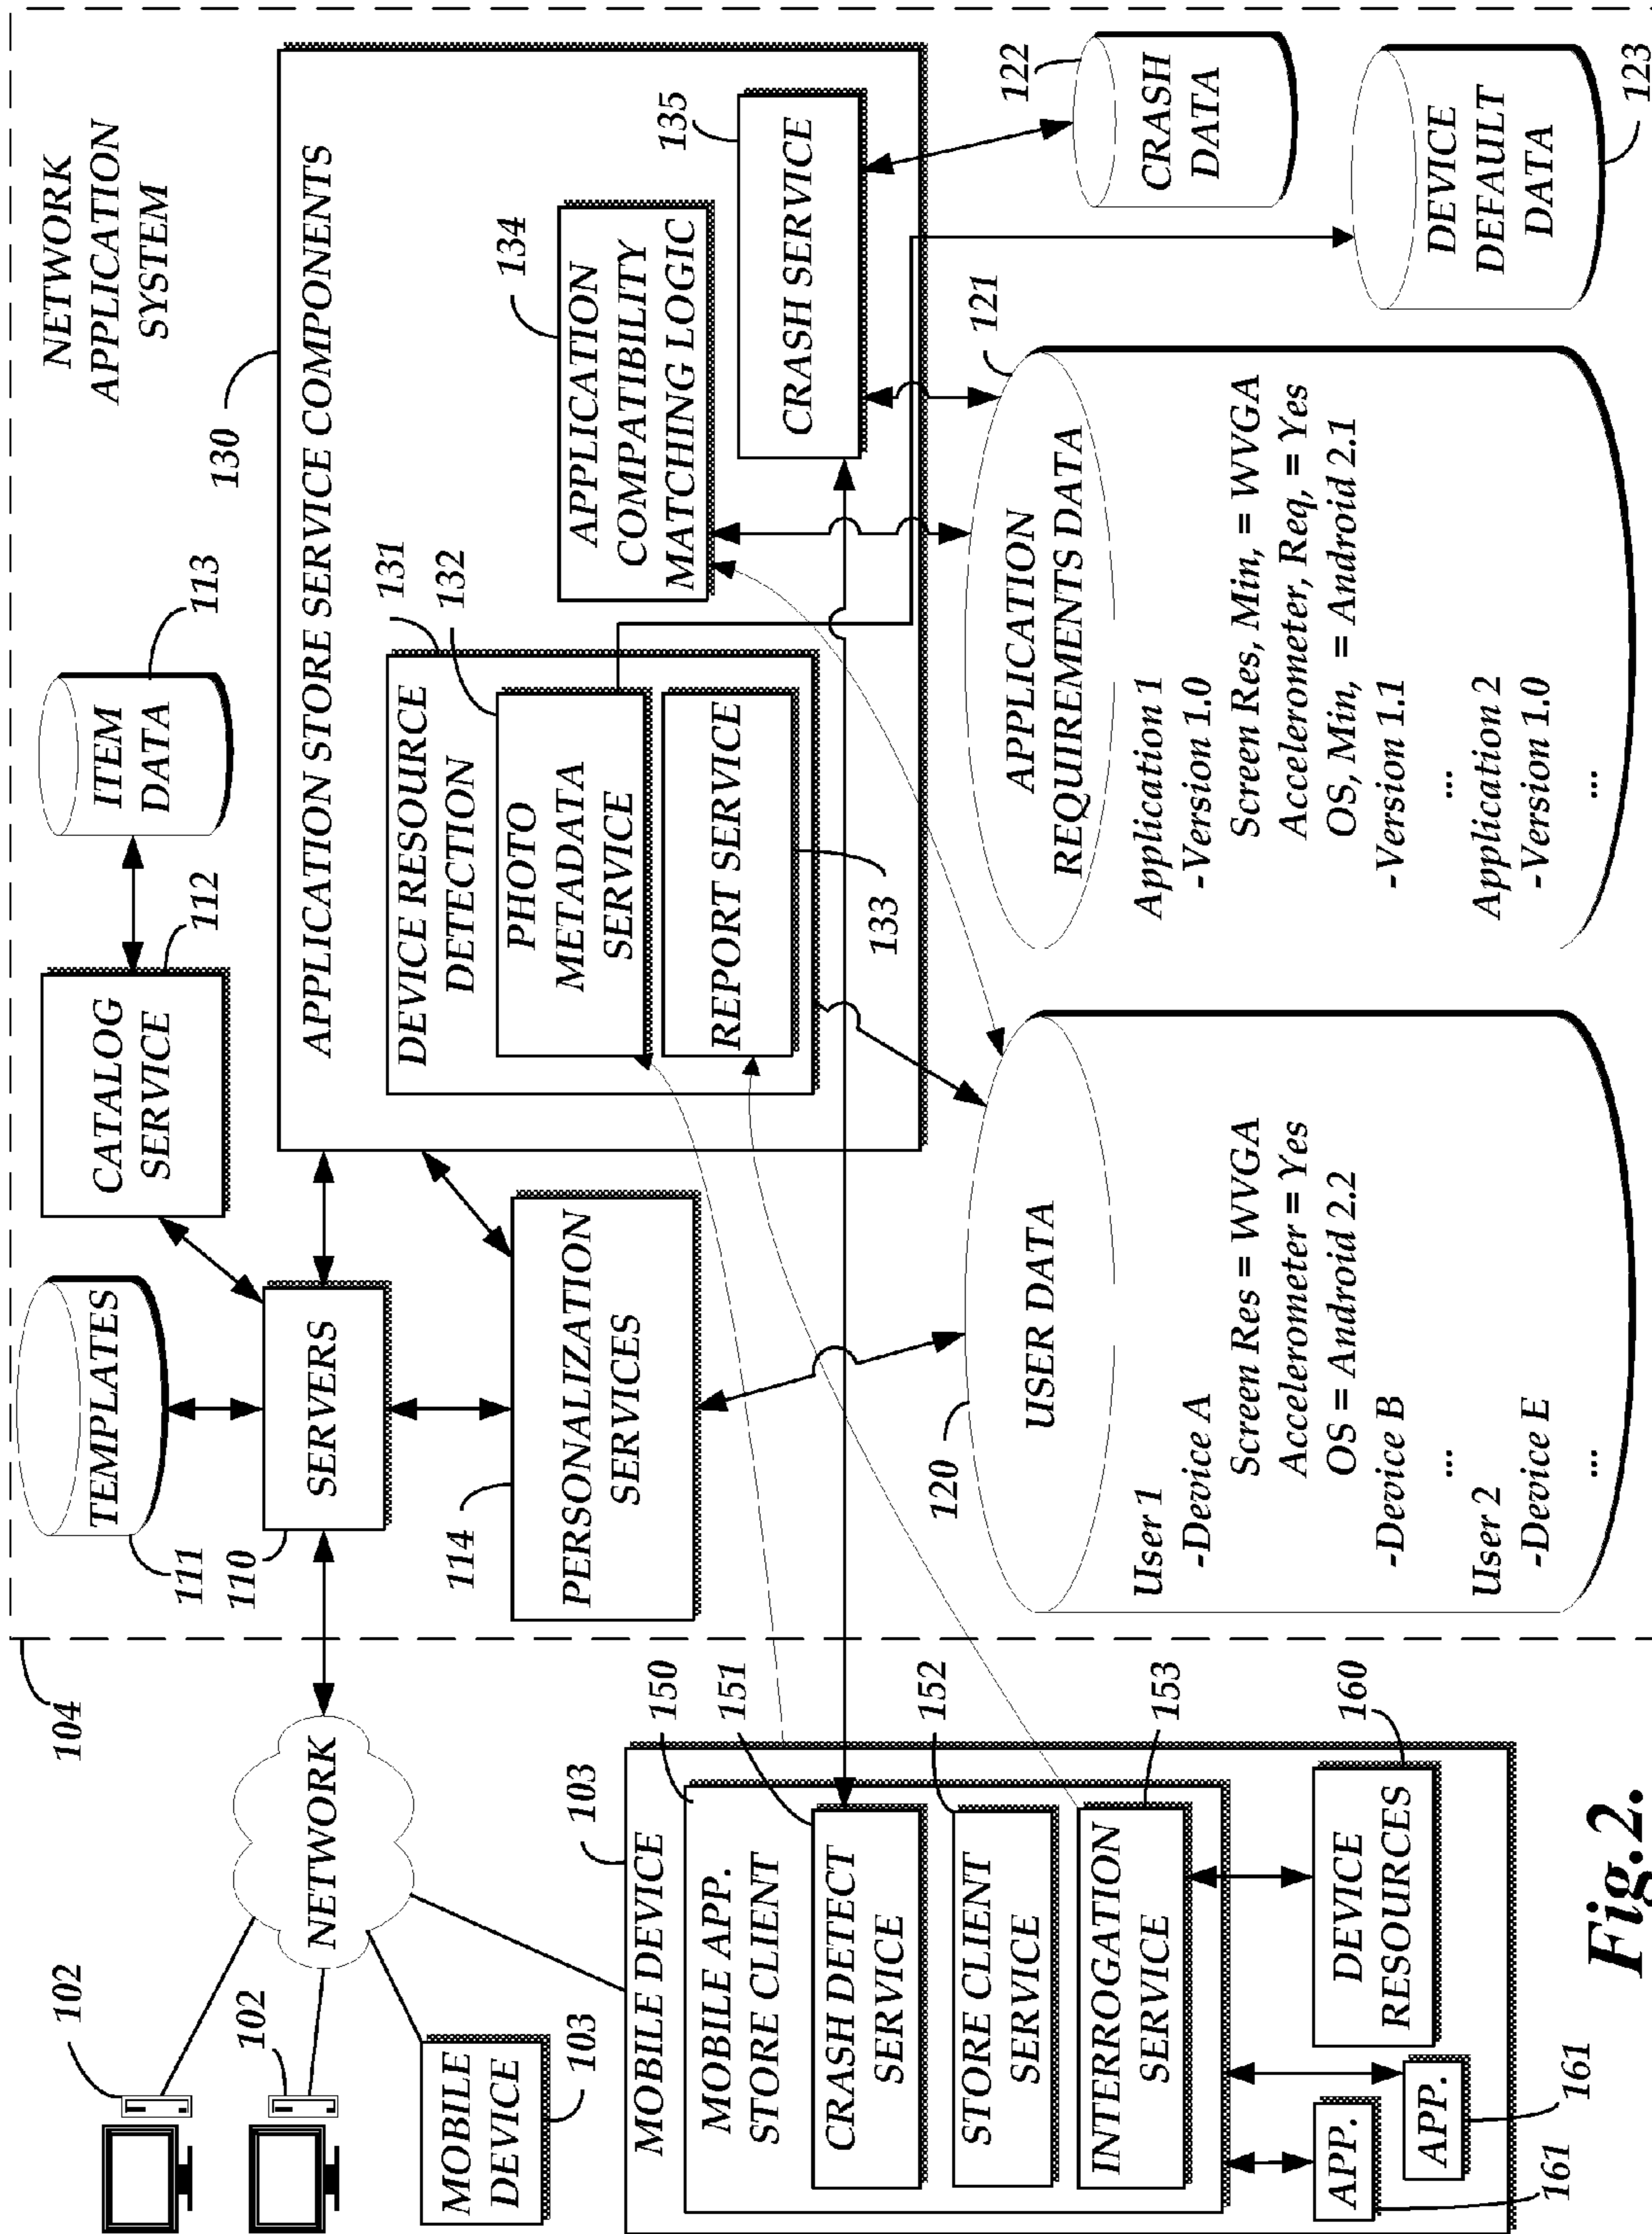 104
NETWORK
APPLICATION
SYSTEM
102
102
NETWORK
MOBILE
DEVICE
103
TEMPLATES
111
SERVERS
110
CATALOG
SERVICE
112
ITEM
DATA
113
PERSONALIZATION
SERVICES
114
130
APPLICATION STORE SERVICE COMPONENTS
DEVICE RESOURCE
DETECTION
131
PHOTO
METADATA
SERVICE
132
REPORT SERVICE
133
APPLICATION
COMPATIBILITY
MATCHING LOGIC
134
CRASH SERVICE
135
MOBILE DEVICE
103
MOBILE APP.
STORE CLIENT
150
CRASH DETECT
SERVICE
151
STORE CLIENT
SERVICE
152
INTERROGATION
SERVICE
153
DEVICE
RESOURCES
160
APP.
161
APP.
161
120
USER DATA
User 1
-Device A
Screen Res = WVGA
Accelerometer = Yes
OS = Android 2.2
-Device B
...
User 2
-Device E
...
121
APPLICATION
REQUIREMENTS DATA
Application 1
-Version 1.0
Screen Res, Min, = WVGA
Accelerometer, Req, = Yes
OS, Min, = Android 2.1
-Version 1.1
...
Application 2
-Version 1.0
...
122
CRASH
DATA
DEVICE
DEFAULT
DATA
123
Fig.2.